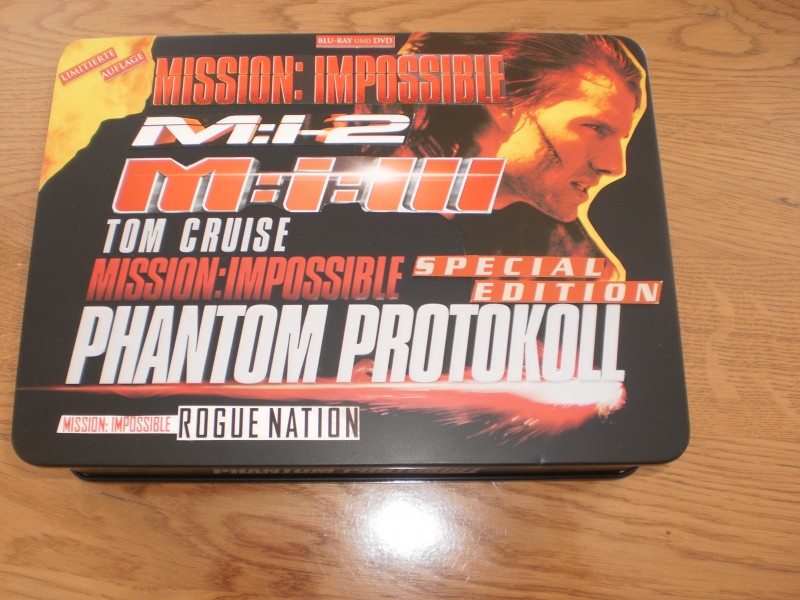 BLU-RAY UND DVD
LIMITIERTE
AUFLAGE
MISSION: IMPOSSIBLE
M:I-2
M:i:III
TOM CRUISE
MISSION: IMPOSSIBLE
SPECIAL
EDITION
PHANTOM PROTOKOLL
MISSION: IMPOSSIBLE ROGUE NATION
PHANTOM